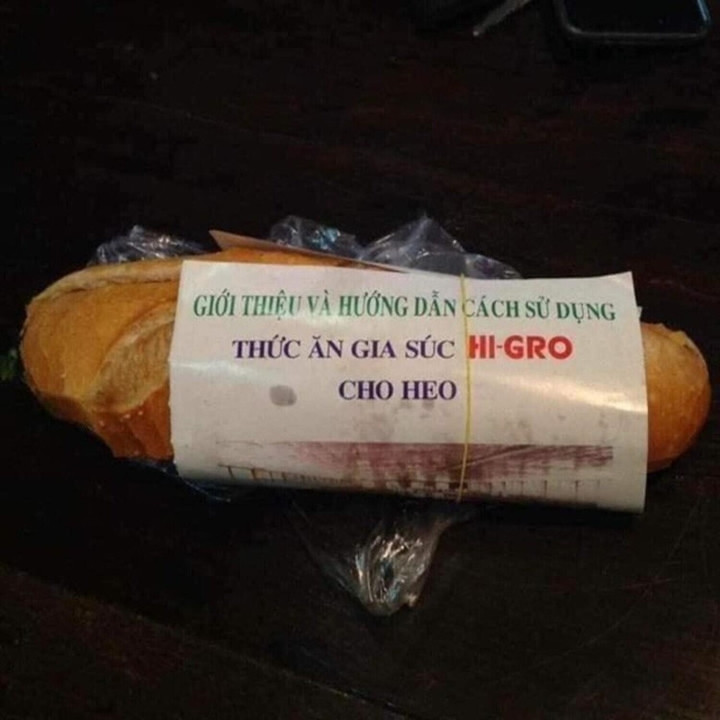 GIỚI THIỆU VÀ HƯỚNG DẪN CÁCH SỬ DỤNG
THỨC ĂN GIA SÚC HI-GRO
CHO HEO